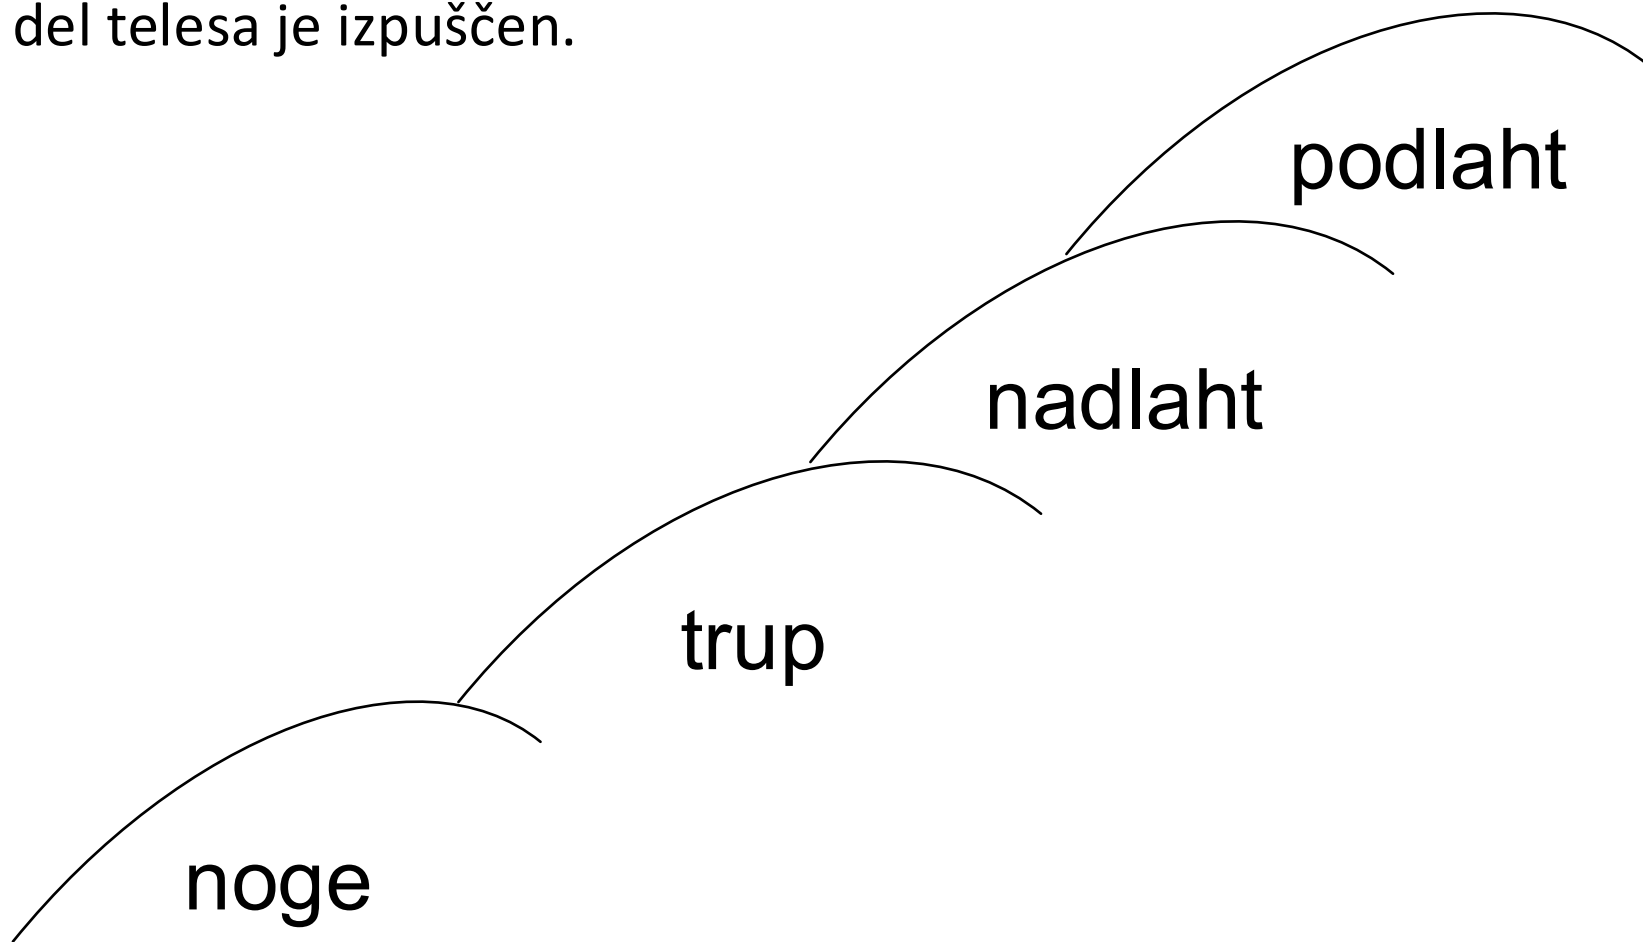 del telesa je izpuščen.
podlaht
nadlaht
trup
noge